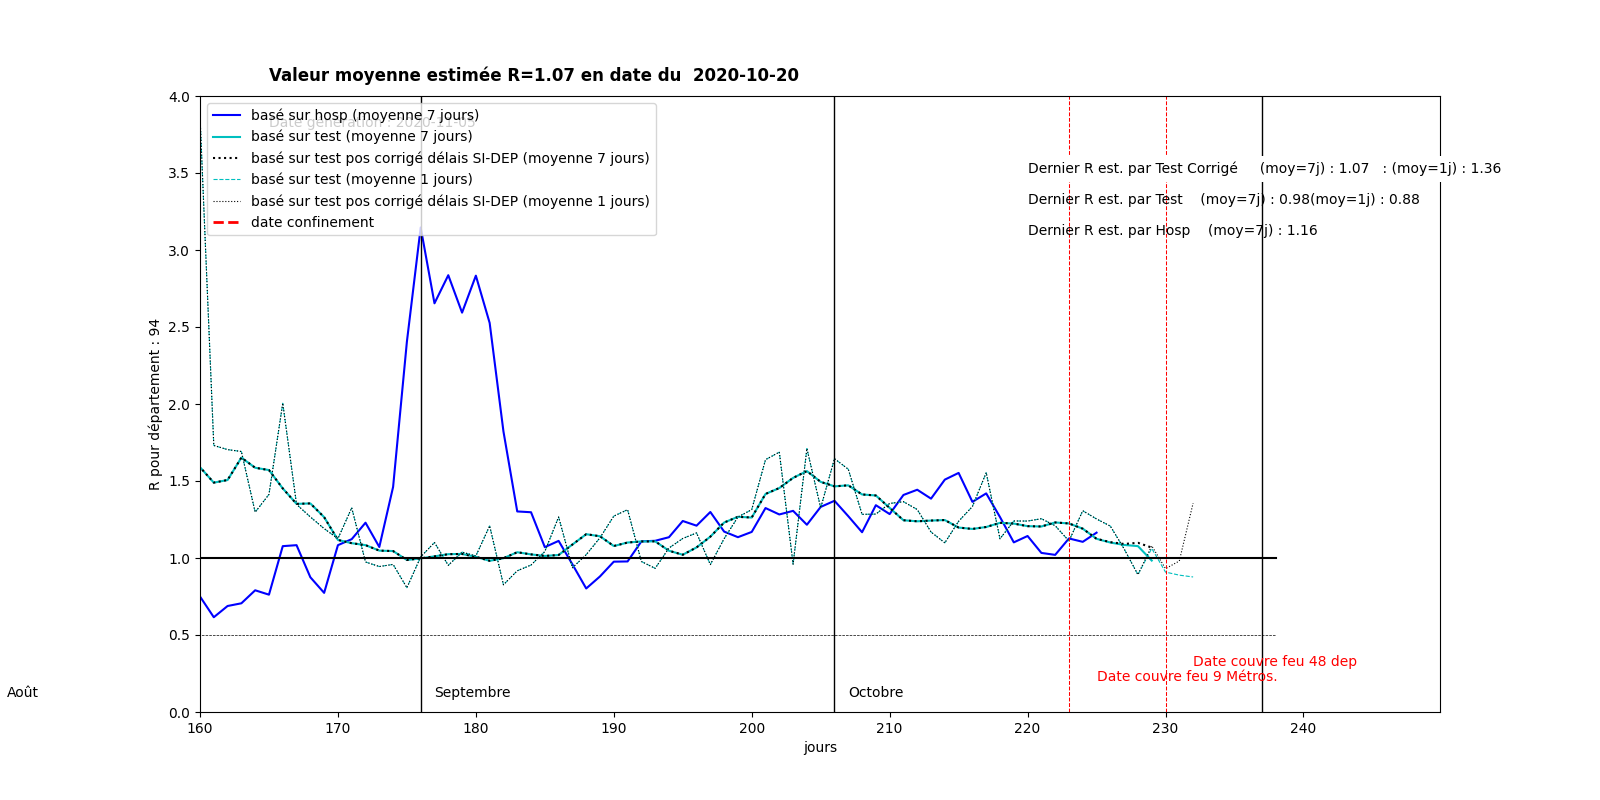 Valeur moyenne estimée R=1.07 en date du  2020-10-20
Date génération : 2020-11-05
basé sur hosp (moyenne 7 jours)
basé sur test (moyenne 7 jours)
basé sur test pos corrigé délais SI-DEP (moyenne 7 jours)
basé sur test (moyenne 1 jours)
basé sur test pos corrigé délais SI-DEP (moyenne 1 jours)
date confinement
Dernier R est. par Test Corrigé     (moy=7j) : 1.07   : (moy=1j) : 1.36
Dernier R est. par Test    (moy=7j) : 0.98(moy=1j) : 0.88
Dernier R est. par Hosp    (moy=7j) : 1.16
R pour département : 94
4.0
3.5
3.0
2.5
2.0
1.5
1.0
0.5
0.0
Date couvre feu 48 dep
Date couvre feu 9 Métros.
Août
Septembre
Octobre
160 170 180 190 200 210 220 230 240
jours